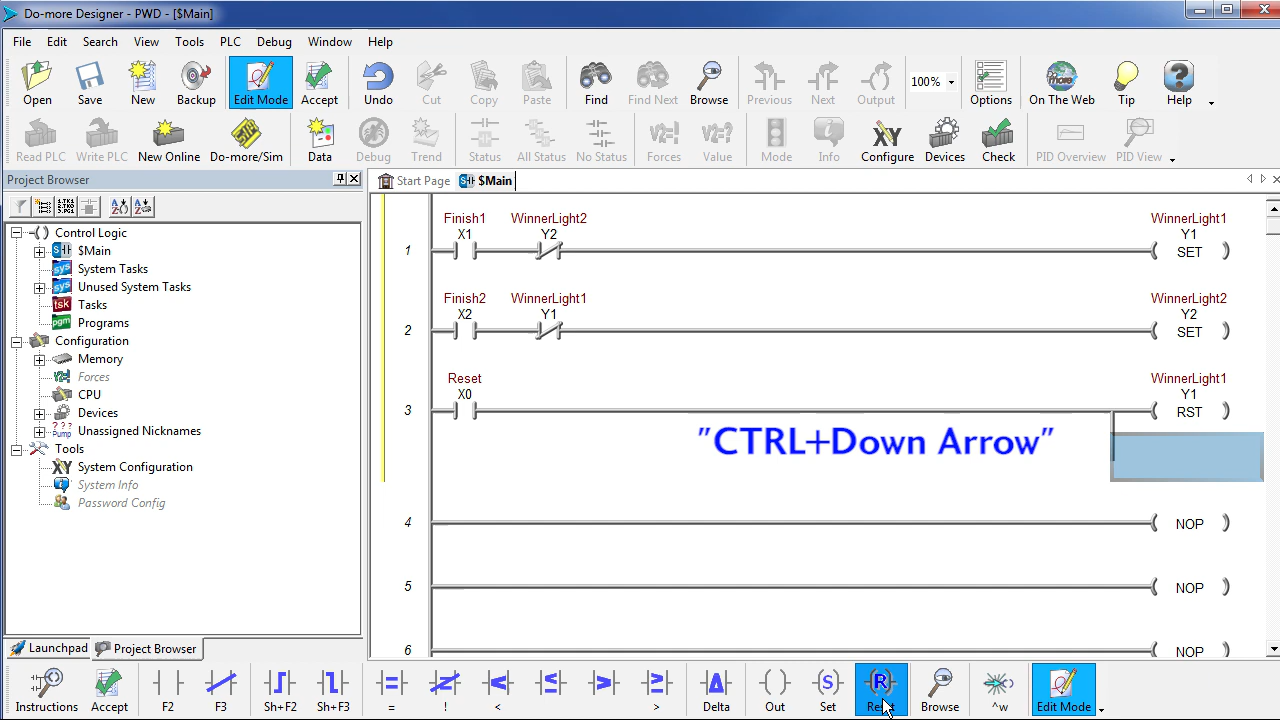 Do-more Designer - PWD - [$Main]
File Edit Search View Tools PLC Debug Window Help
Open Save New Backup Edit Mode Accept Undo Cut Copy Paste Find Find Next Browse Previous Next Output 100% Options On The Web Tip Help
Read PLC Write PLC New Online Do-more/Sim Data Debug Trend Status All Status No Status Forces Value Mode Info Configure Devices Check PID Overview PID View
Project Browser
Start Page $Main
Control Logic
$Main
System Tasks
Unused System Tasks
Tasks
Programs
Configuration
Memory
Forces
CPU
Devices
Unassigned Nicknames
Tools
System Configuration
System Info
Password Config
Launchpad Project Browser
Finish1 WinnerLight2 WinnerLight1
X1 Y2 Y1
1 SET
Finish2 WinnerLight1 WinnerLight2
X2 Y1 Y2
2 SET
Reset WinnerLight1
X0 Y1
3 RST
"CTRL+Down Arrow"
4 NOP
5 NOP
6 NOP
Instructions Accept F2 F3 Sh+F2 Sh+F3 = ! < > Delta Out Set Reset Browse ^w Edit Mode